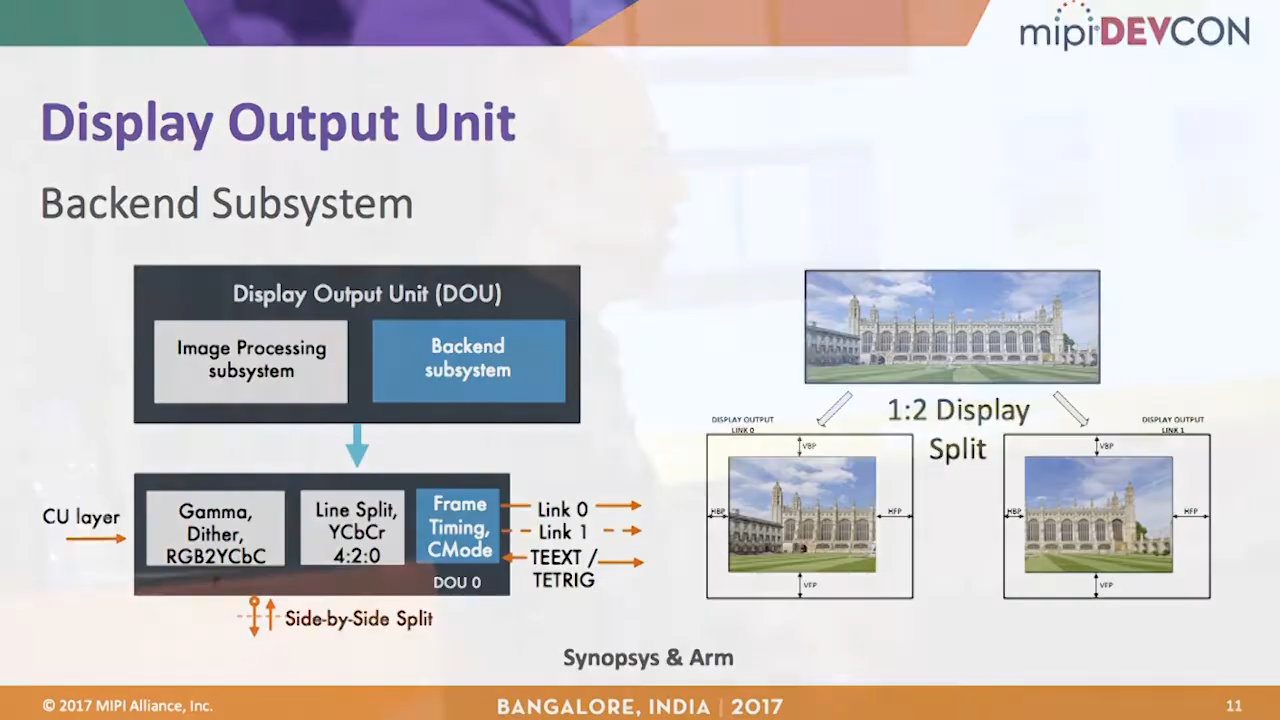 mipi DEVCON
Display Output Unit
Backend Subsystem
Display Output Unit (DOU)
Image Processing
subsystem
Backend
subsystem
CU layer
Gamma,
Dither,
RGB2YCbC
Line Split,
YCbCr
4:2:0
Frame
Timing,
CMode
DOU 0
Link 0
Link 1
TEEXT /
TETRIG
Side-by-Side Split
1:2 Display
Split
DISPLAY OUTPUT
LINK 0
VBP
HBP
HFP
VFP
DISPLAY OUTPUT
LINK 1
VBP
HBP
HFP
VFP
Synopsys & Arm
© 2017 MIPI Alliance, Inc.
BANGALORE, INDIA | 2017
11